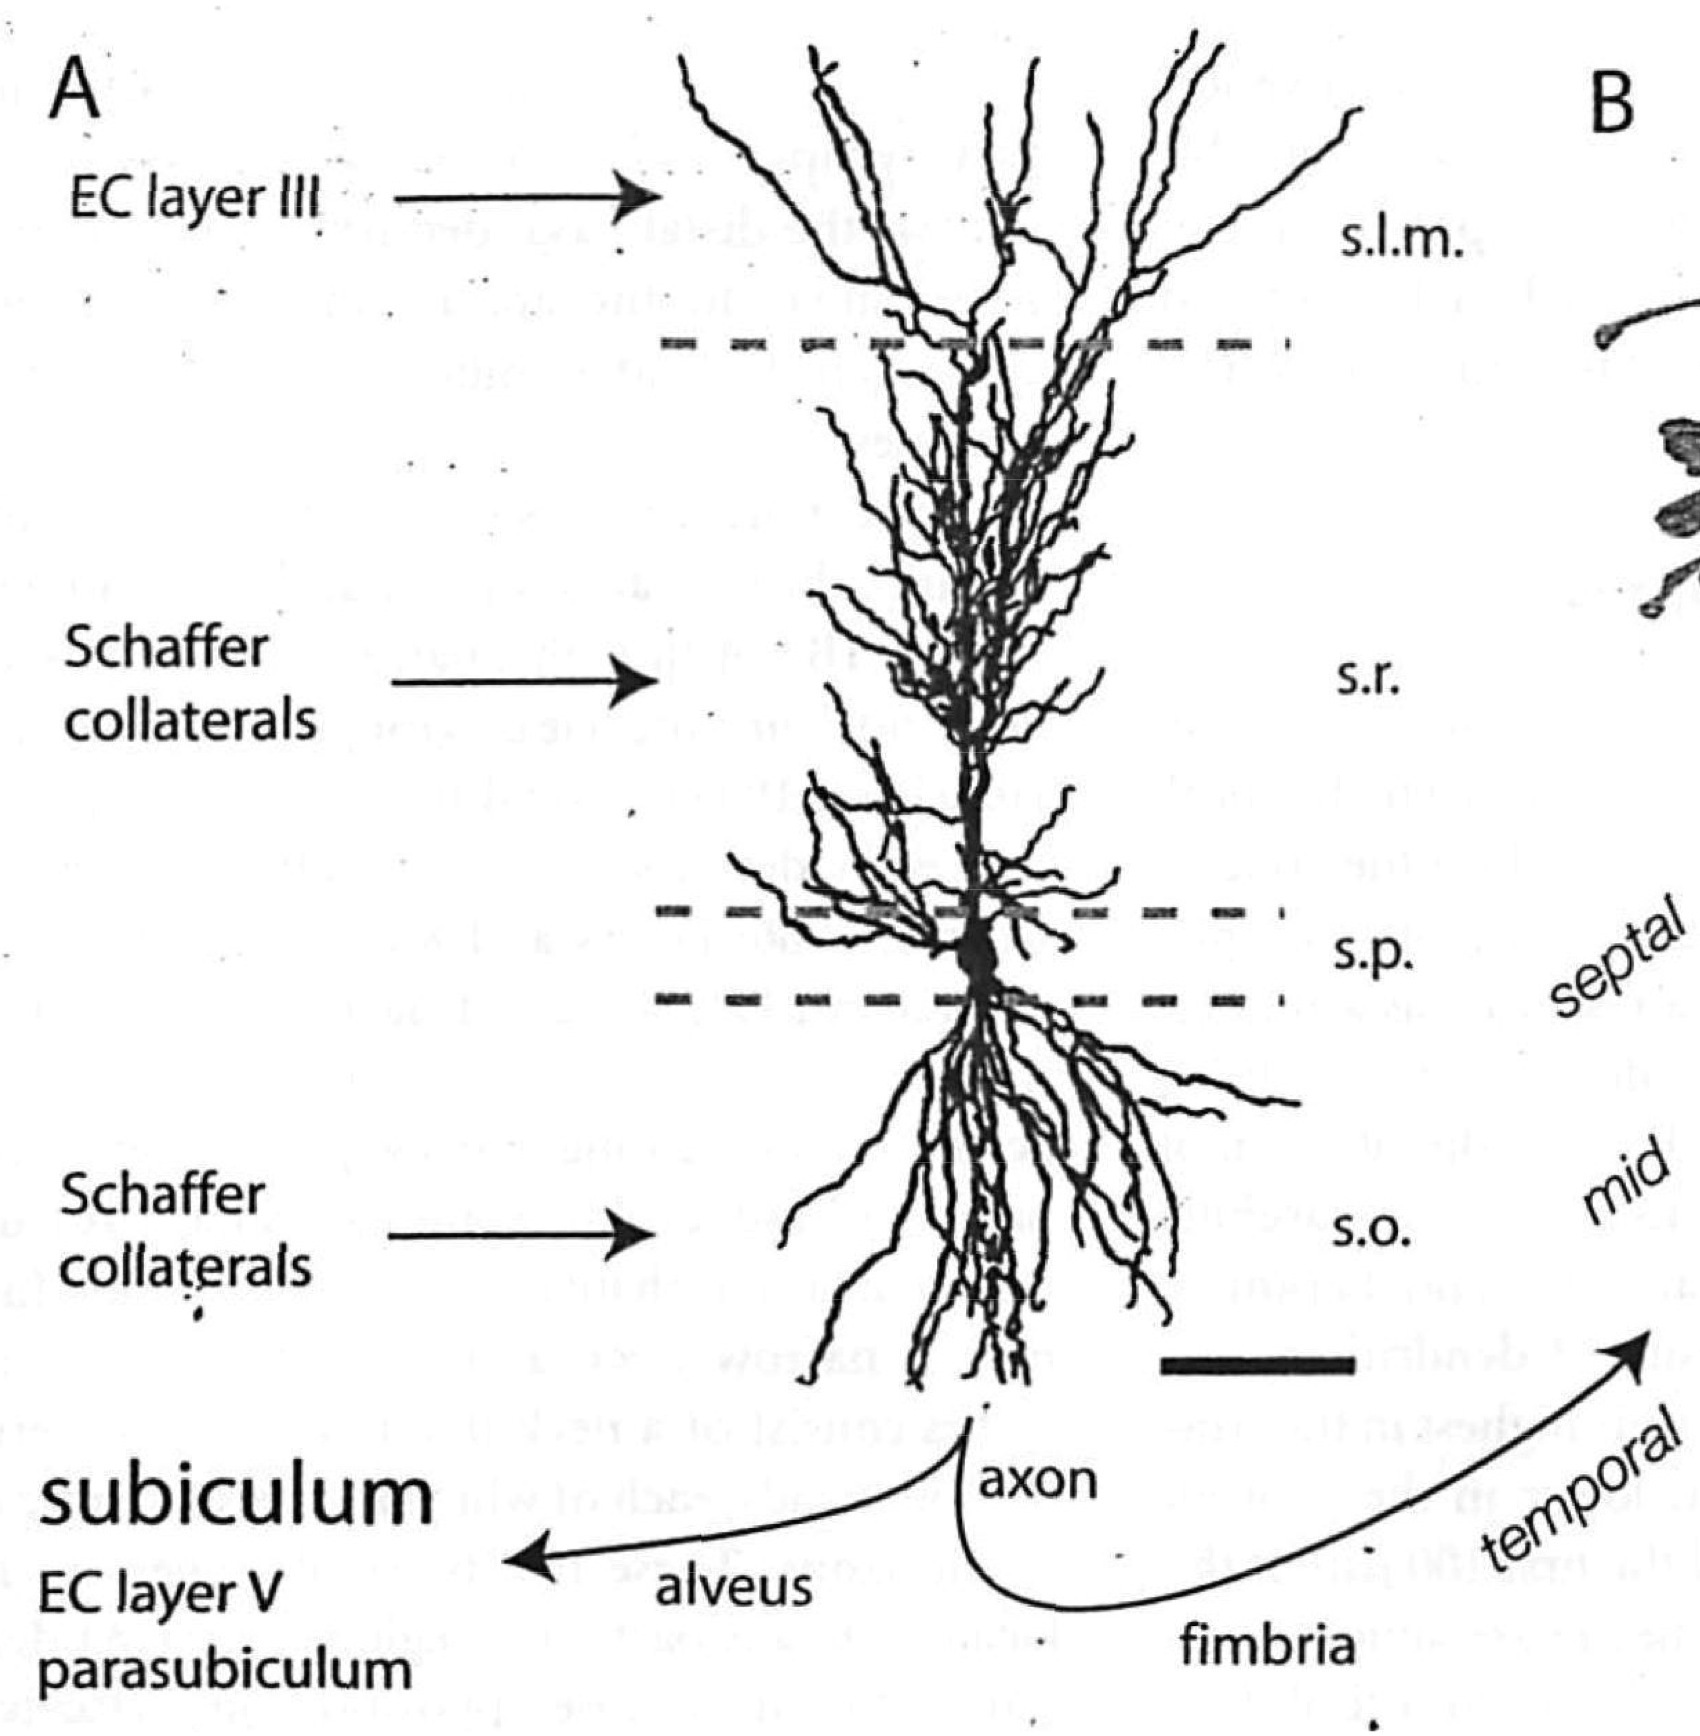 A
B
EC layer III
s.l.m.
Schaffer
collaterals
s.r.
s.p.
septal
mid
Schaffer
collaterals
s.o.
temporal
axon
subiculum
alveus
EC layer V
fimbria
parasubiculum